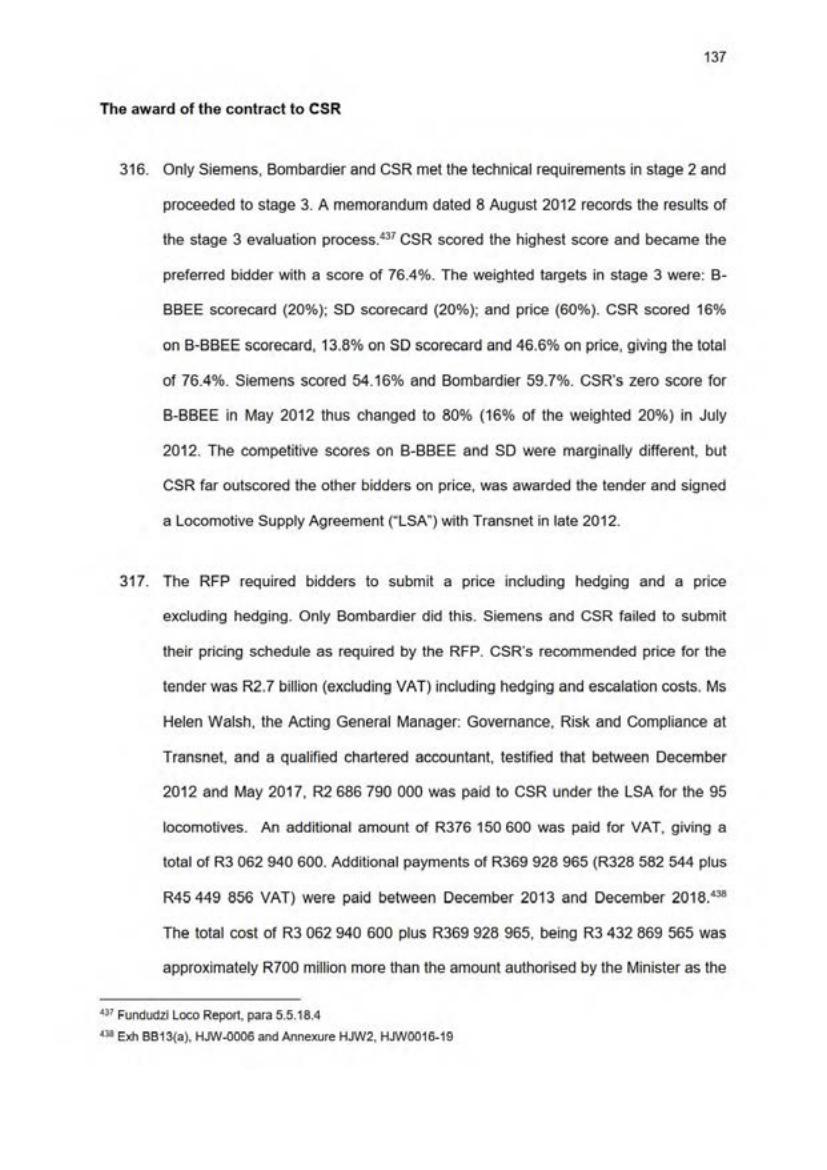 137
The award of the contract to CSR
316. Only Siemens, Bombardier and CSR met the technical requirements in stage 2 and
proceeded to stage 3. A memorandum dated 8 August 2012 records the results of
the stage 3 evaluation process.437 CSR scored the highest score and became the
preferred bidder with a score of 76.4%. The weighted targets in stage 3 were: B-
BBEE scorecard (20%); SD scorecard (20%); and price (60%). CSR scored 16%
on B-BBEE scorecard, 13.8% on SD scorecard and 46.6% on price, giving the total
of 76.4%. Siemens scored 54.16% and Bombardier 59.7%. CSR's zero score for
B-BBEE in May 2012 thus changed to 80% (16% of the weighted 20%) in July
2012. The competitive scores on B-BBEE and SD were marginally different, but
CSR far outscored the other bidders on price, was awarded the tender and signed
a Locomotive Supply Agreement ("LSA") with Transnet in late 2012.
317. The RFP required bidders to submit a price including hedging and a price
excluding hedging. Only Bombardier did this. Siemens and CSR failed to submit
their pricing schedule as required by the RFP. CSR's recommended price for the
tender was R2.7 billion (excluding VAT) including hedging and escalation costs. Ms
Helen Walsh, the Acting General Manager: Governance, Risk and Compliance at
Transnet, and a qualified chartered accountant, testified that between December
2012 and May 2017, R2 686 790 000 was paid to CSR under the LSA for the 95
locomotives. An additional amount of R376 150 600 was paid for VAT, giving a
total of R3 062 940 600. Additional payments of R369 928 965 (R328 582 544 plus
R45 449 856 VAT) were paid between December 2013 and December 2018.438
The total cost of R3 062 940 600 plus R369 928 965, being R3 432 869 565 was
approximately R700 million more than the amount authorised by the Minister as the
437 Fundudzi Loco Report, para 5.5.18.4
438 Exh BB13(a), HJW-0006 and Annexure HJW2, HJW0016-19